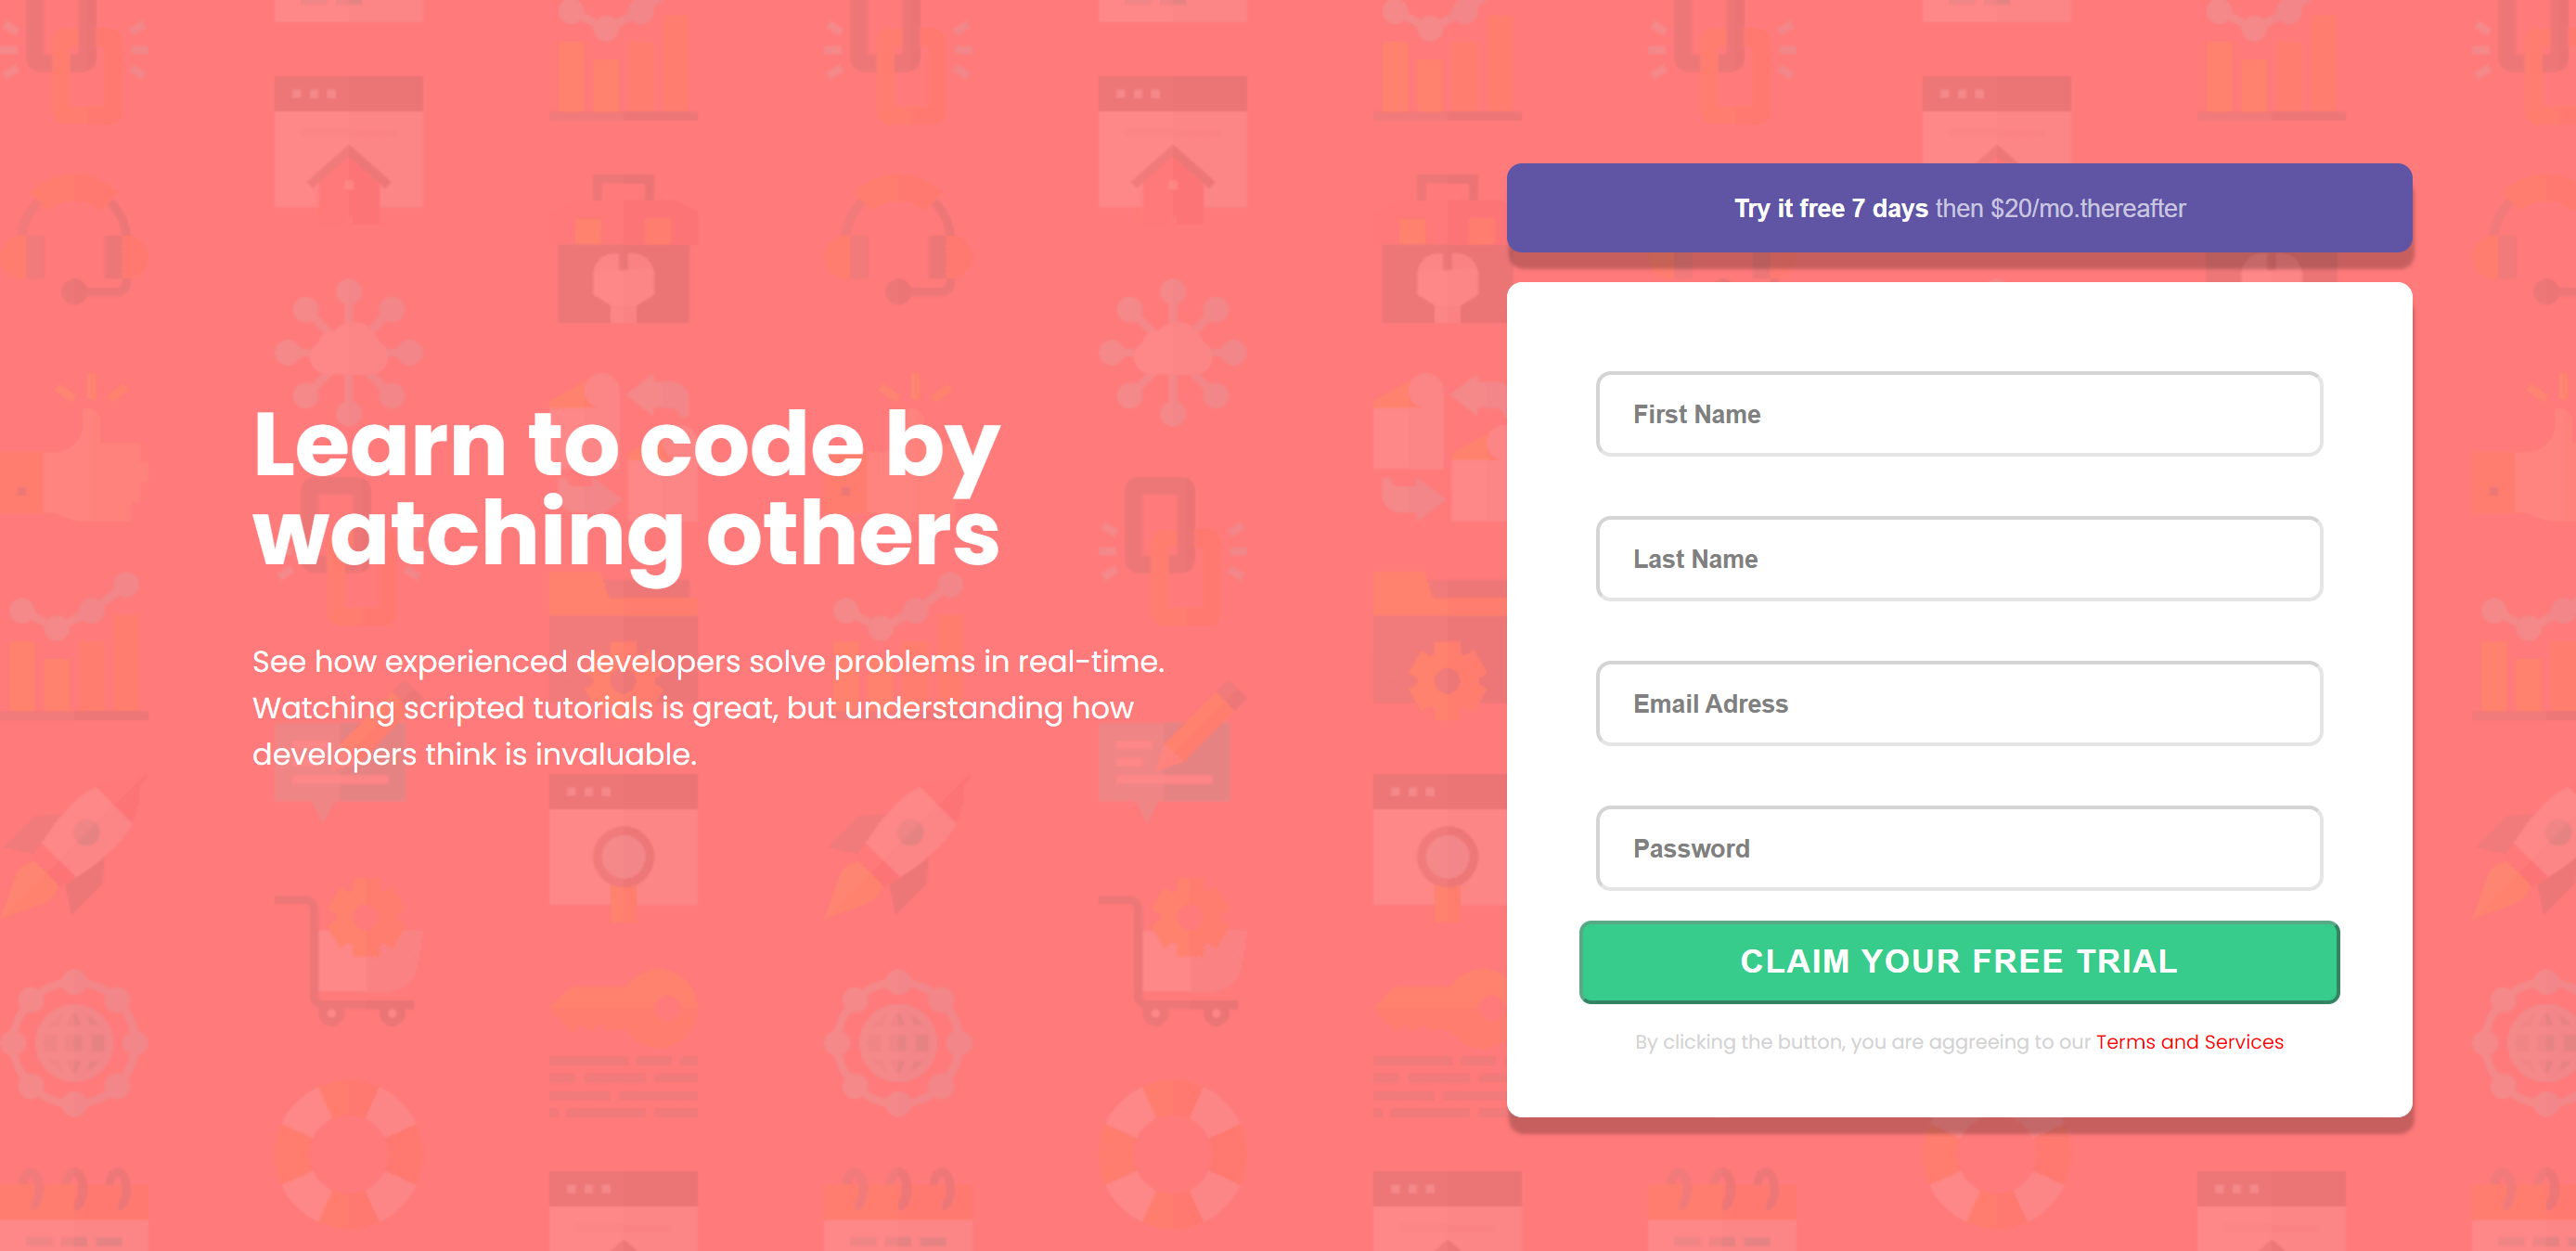 Learn to code by
watching others
See how experienced developers solve problems in real-time.
Watching scripted tutorials is great, but understanding how
developers think is invaluable.
Try it free 7 days then $20/mo.thereafter
First Name
Last Name
Email Adress
Password
CLAIM YOUR FREE TRIAL
By clicking the button, you are aggreeing to our Terms and Services